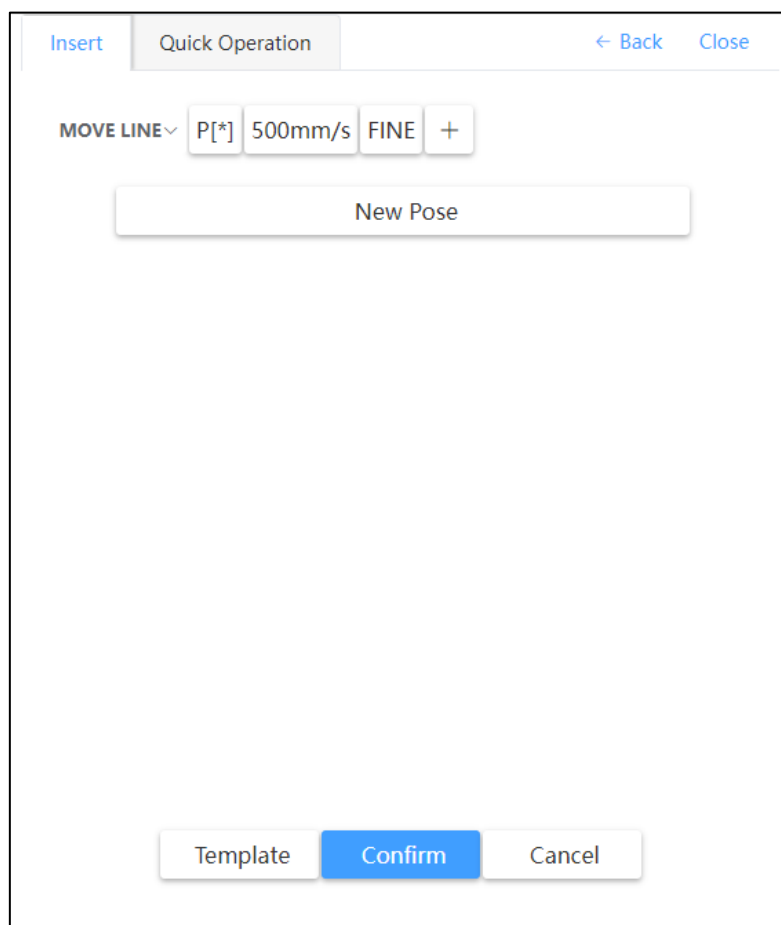 Insert Quick Operation ← Back Close
MOVE LINE P[*] 500mm/s FINE +
New Pose
Template Confirm Cancel